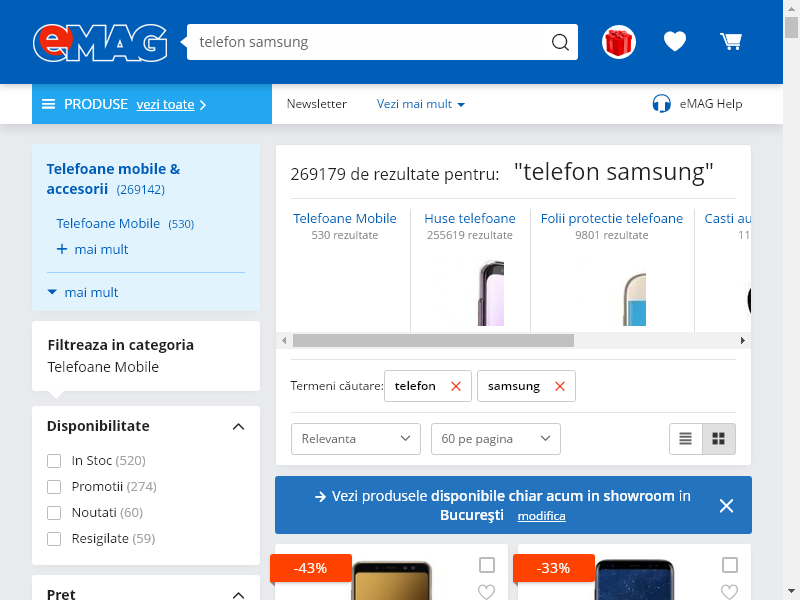 eMAG
telefon samsung
PRODUSE vezi toate
Newsletter
Vezi mai mult
eMAG Help
Telefoane mobile &
accesorii (269142)
Telefoane Mobile (530)
+ mai mult
mai mult
Filtreaza in categoria
Telefoane Mobile
Disponibilitate
In Stoc (520)
Promotii (274)
Noutati (60)
Resigilate (59)
Pret
269179 de rezultate pentru: "telefon samsung"
Telefoane Mobile
530 rezultate
Huse telefoane
255619 rezultate
Folii protectie telefoane
9801 rezultate
Casti au
11
Termeni căutare: telefon samsung
Relevanta
60 pe pagina
Vezi produsele disponibile chiar acum in showroom in
Bucureşti modifica
-43%
-33%